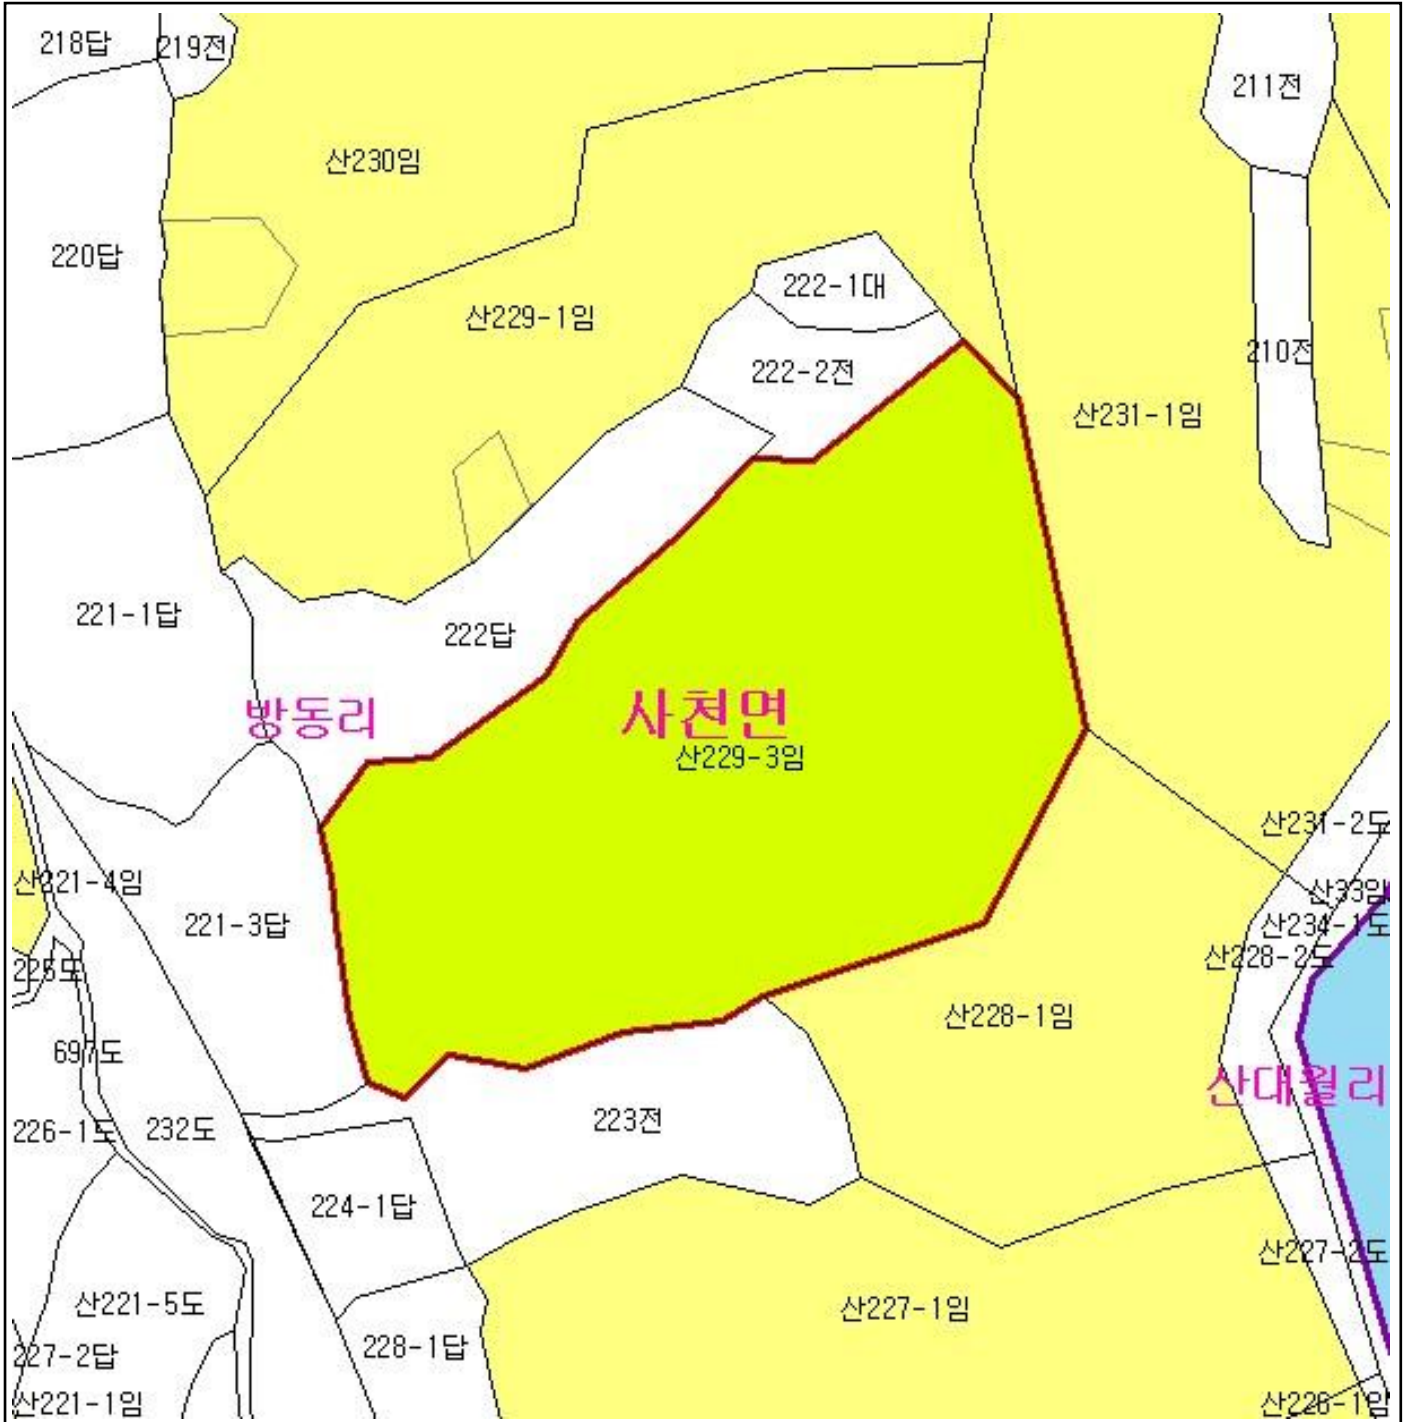 218답
219전
211전
산230임
220답
222-1대
산229-1임
210전
222-2전
산231-1임
221-1답
222답
방동리
사천면
산229-3임
산231-2도
산221-4임
산33임
221-3답
산234-1도
산228-2도
225도
산228-1임
697도
산대월리
223전
226-1도
232도
224-1답
산227-2도
산221-5도
산227-1임
228-1답
227-2답
산221-1임
산226-1임